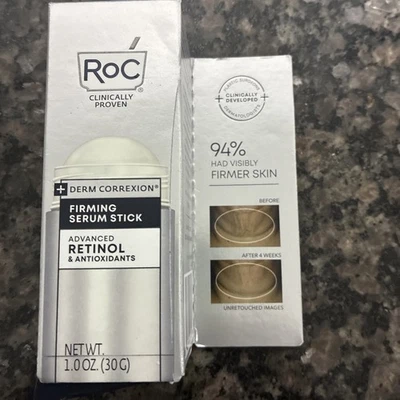 RoC®
CLINICALLY
PROVEN
+ DERM CORREXION®
FIRMING
SERUM STICK
ADVANCED
RETINOL
& ANTIOXIDANTS
NET WT.
1.0 OZ. (30 G)
CLINICALLY
DEVELOPED
DERMATOLOGISTS
94%
HAD VISIBLY
FIRMER SKIN
BEFORE
AFTER 4 WEEKS
UNRETOUCHED IMAGES